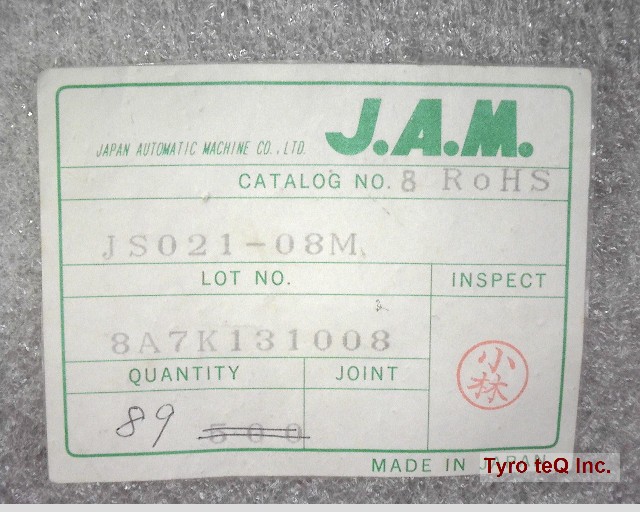 JAPAN AUTOMATIC MACHINE CO., LTD. J.A.M.
CATALOG NO. 8 RoHS
JS021-08M
LOT NO. INSPECT
8A7K131008
小林
QUANTITY JOINT
89 500
MADE IN JAPAN
Tyro teQ Inc.